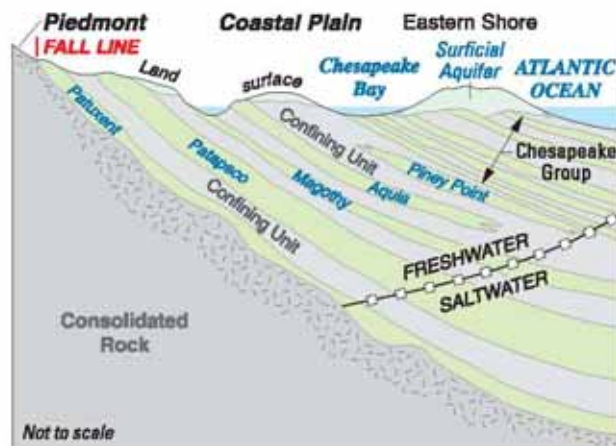 Piedmont
FALL LINE
Coastal Plain
Eastern Shore
Land surface
Chesapeake
Bay
Surficial
Aquifer
ATLANTIC
OCEAN
Patuxent
Patapsco
Confining Unit
Magothy
Confining Unit
Aquia
Piney Point
Chesapeake
Group
FRESHWATER
SALTWATER
Consolidated
Rock
Not to scale